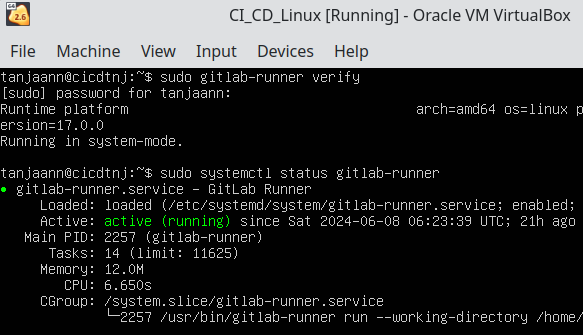 64
2.6
CI_CD_Linux [Running] - Oracle VM VirtualBox
File Machine View Input Devices Help
tanjaann@cicdtnj:~$ sudo gitlab-runner verify
[sudo] password for tanjaann:
Runtime platform arch=amd64 os=linux p
ersion=17.0.0
Running in system-mode.
tanjaann@cicdtnj:~$ sudo systemctl status gitlab-runner
● gitlab-runner.service - GitLab Runner
Loaded: loaded (/etc/systemd/system/gitlab-runner.service; enabled;
Active: active (running) since Sat 2024-06-08 06:23:39 UTC; 21h ago
Main PID: 2257 (gitlab-runner)
Tasks: 14 (limit: 11625)
Memory: 12.0M
CPU: 6.650s
CGroup: /system.slice/gitlab-runner.service
└─2257 /usr/bin/gitlab-runner run --working-directory /home/